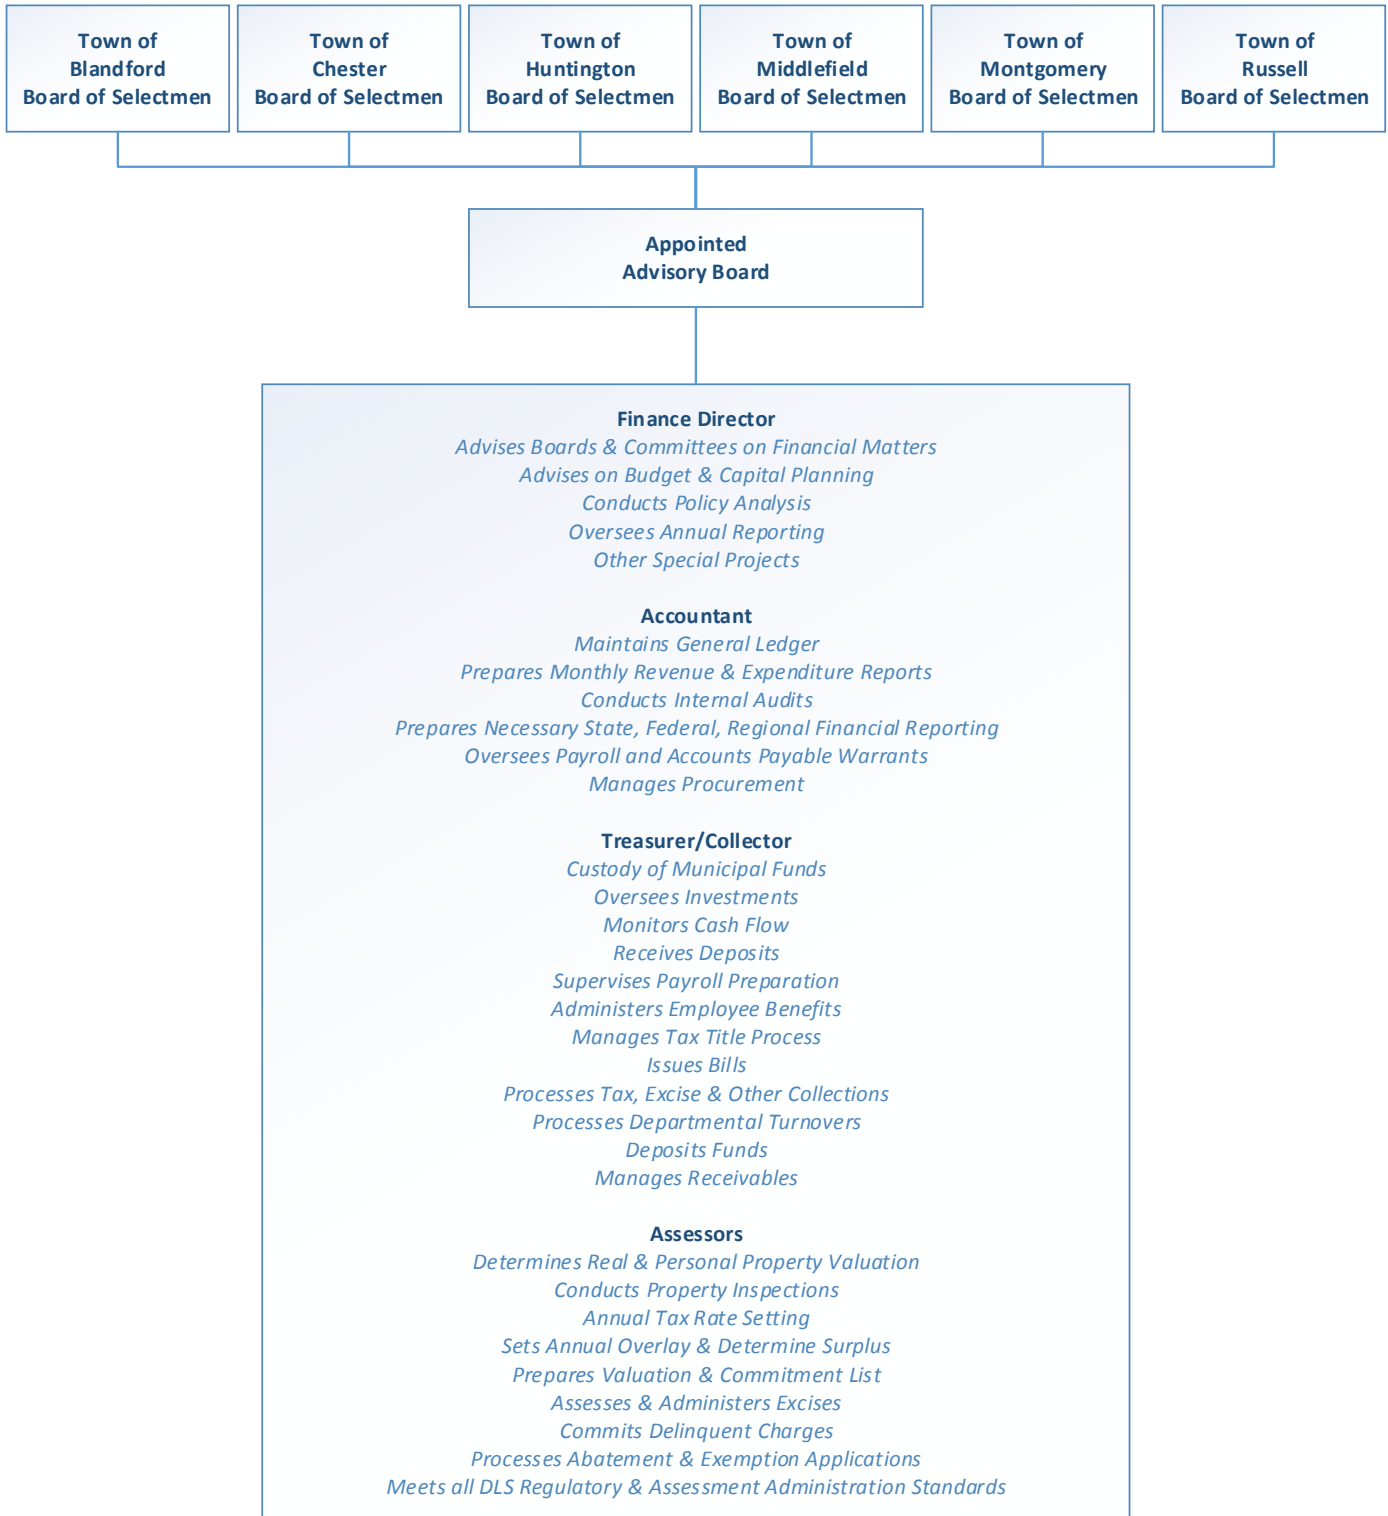 Town of
Blandford
Board of Selectmen
Town of
Chester
Board of Selectmen
Town of
Huntington
Board of Selectmen
Town of
Middlefield
Board of Selectmen
Town of
Montgomery
Board of Selectmen
Town of
Russell
Board of Selectmen
Appointed
Advisory Board
Finance Director
Advises Boards & Committees on Financial Matters
Advises on Budget & Capital Planning
Conducts Policy Analysis
Oversees Annual Reporting
Other Special Projects
Accountant
Maintains General Ledger
Prepares Monthly Revenue & Expenditure Reports
Conducts Internal Audits
Prepares Necessary State, Federal, Regional Financial Reporting
Oversees Payroll and Accounts Payable Warrants
Manages Procurement
Treasurer/Collector
Custody of Municipal Funds
Oversees Investments
Monitors Cash Flow
Receives Deposits
Supervises Payroll Preparation
Administers Employee Benefits
Manages Tax Title Process
Issues Bills
Processes Tax, Excise & Other Collections
Processes Departmental Turnovers
Deposits Funds
Manages Receivables
Assessors
Determines Real & Personal Property Valuation
Conducts Property Inspections
Annual Tax Rate Setting
Sets Annual Overlay & Determine Surplus
Prepares Valuation & Commitment List
Assesses & Administers Excises
Commits Delinquent Charges
Processes Abatement & Exemption Applications
Meets all DLS Regulatory & Assessment Administration Standards